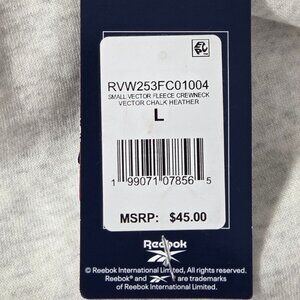 RVW253FC01004
SMALL VECTOR FLEECE CREWNECK
VECTOR CHALK HEATHER
L
1 99071 07856 5
MSRP: $45.00
Reebok
© Reebok International Limited, All rights reserved.
Reebok® and are trademarks
of Reebok International Limited.